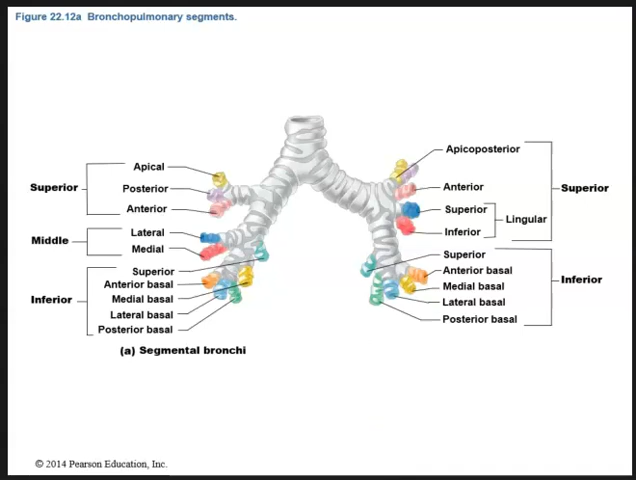 Figure 22.12a Bronchopulmonary segments.
Superior
Apical
Posterior
Anterior
Middle
Lateral
Medial
Inferior
Superior
Anterior basal
Medial basal
Lateral basal
Posterior basal
Apicoposterior
Anterior
Superior
Inferior
Lingular
Superior
Superior
Anterior basal
Medial basal
Lateral basal
Posterior basal
Inferior
(a) Segmental bronchi
© 2014 Pearson Education, Inc.